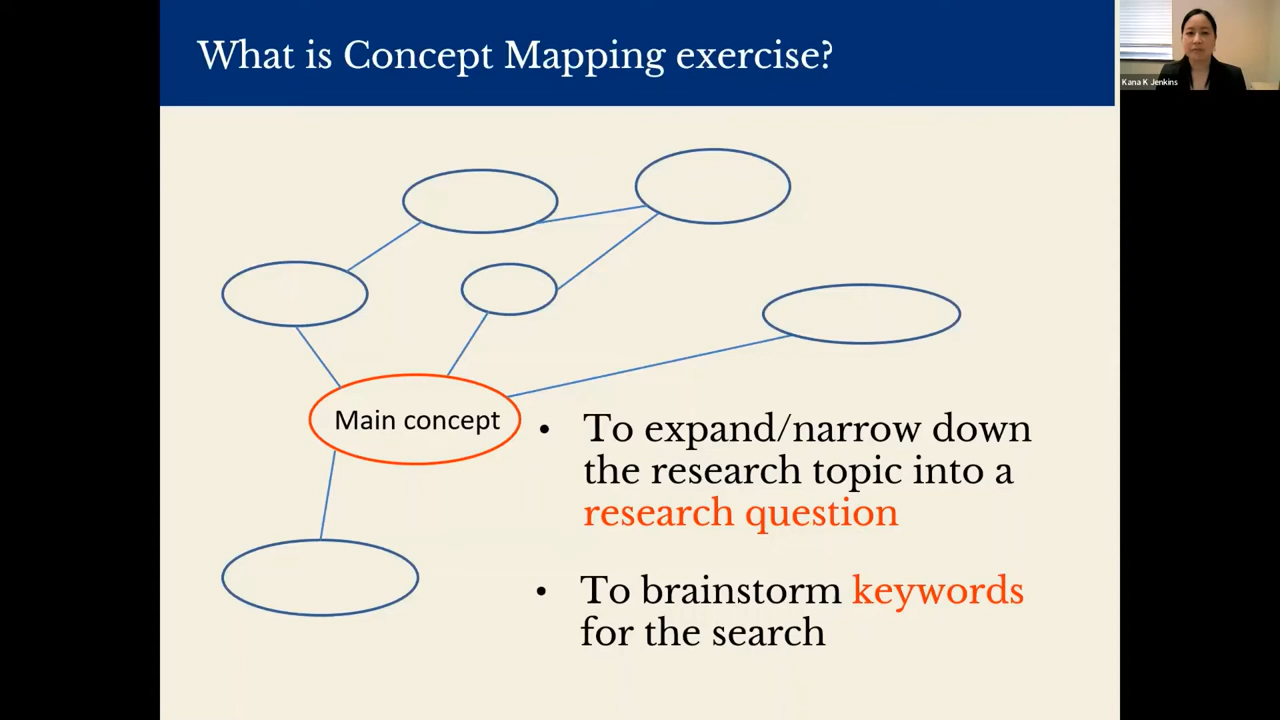 What is Concept Mapping exercise?
Kana K Jenkins
Main concept
• To expand/narrow down
the research topic into a
research question
• To brainstorm keywords
for the search